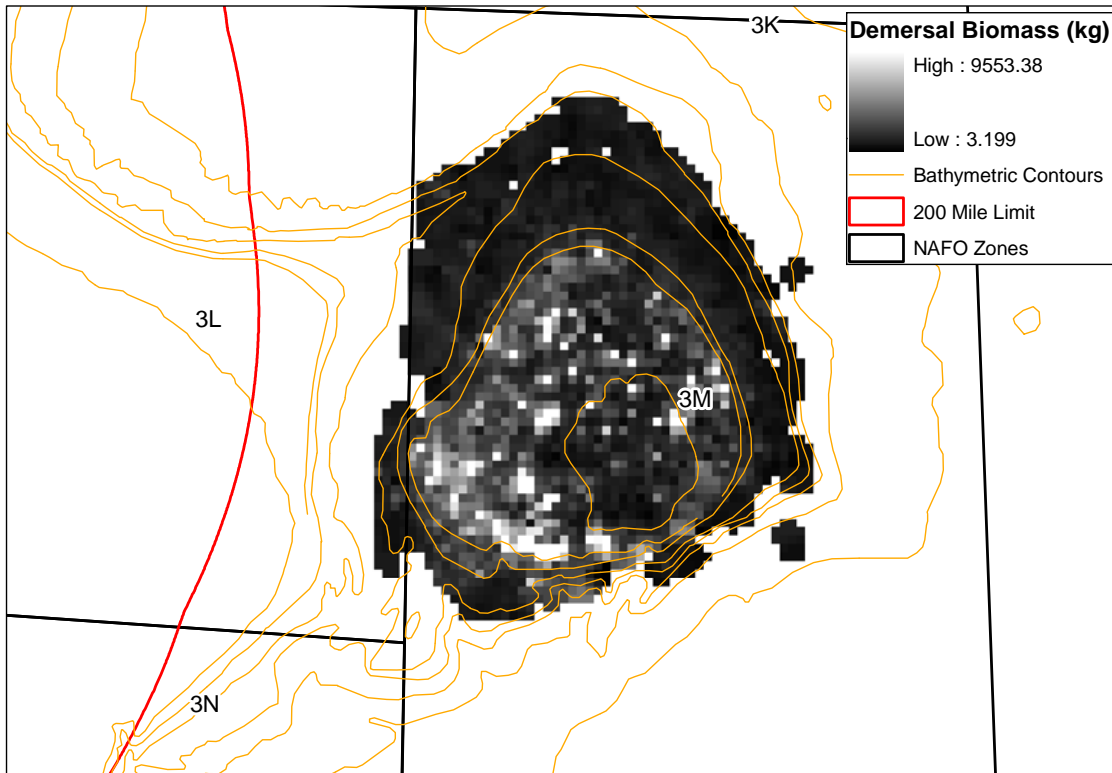 3K
Demersal Biomass (kg)
High : 9553.38
Low : 3.199
Bathymetric Contours
200 Mile Limit
NAFO Zones
3L
3M
3N